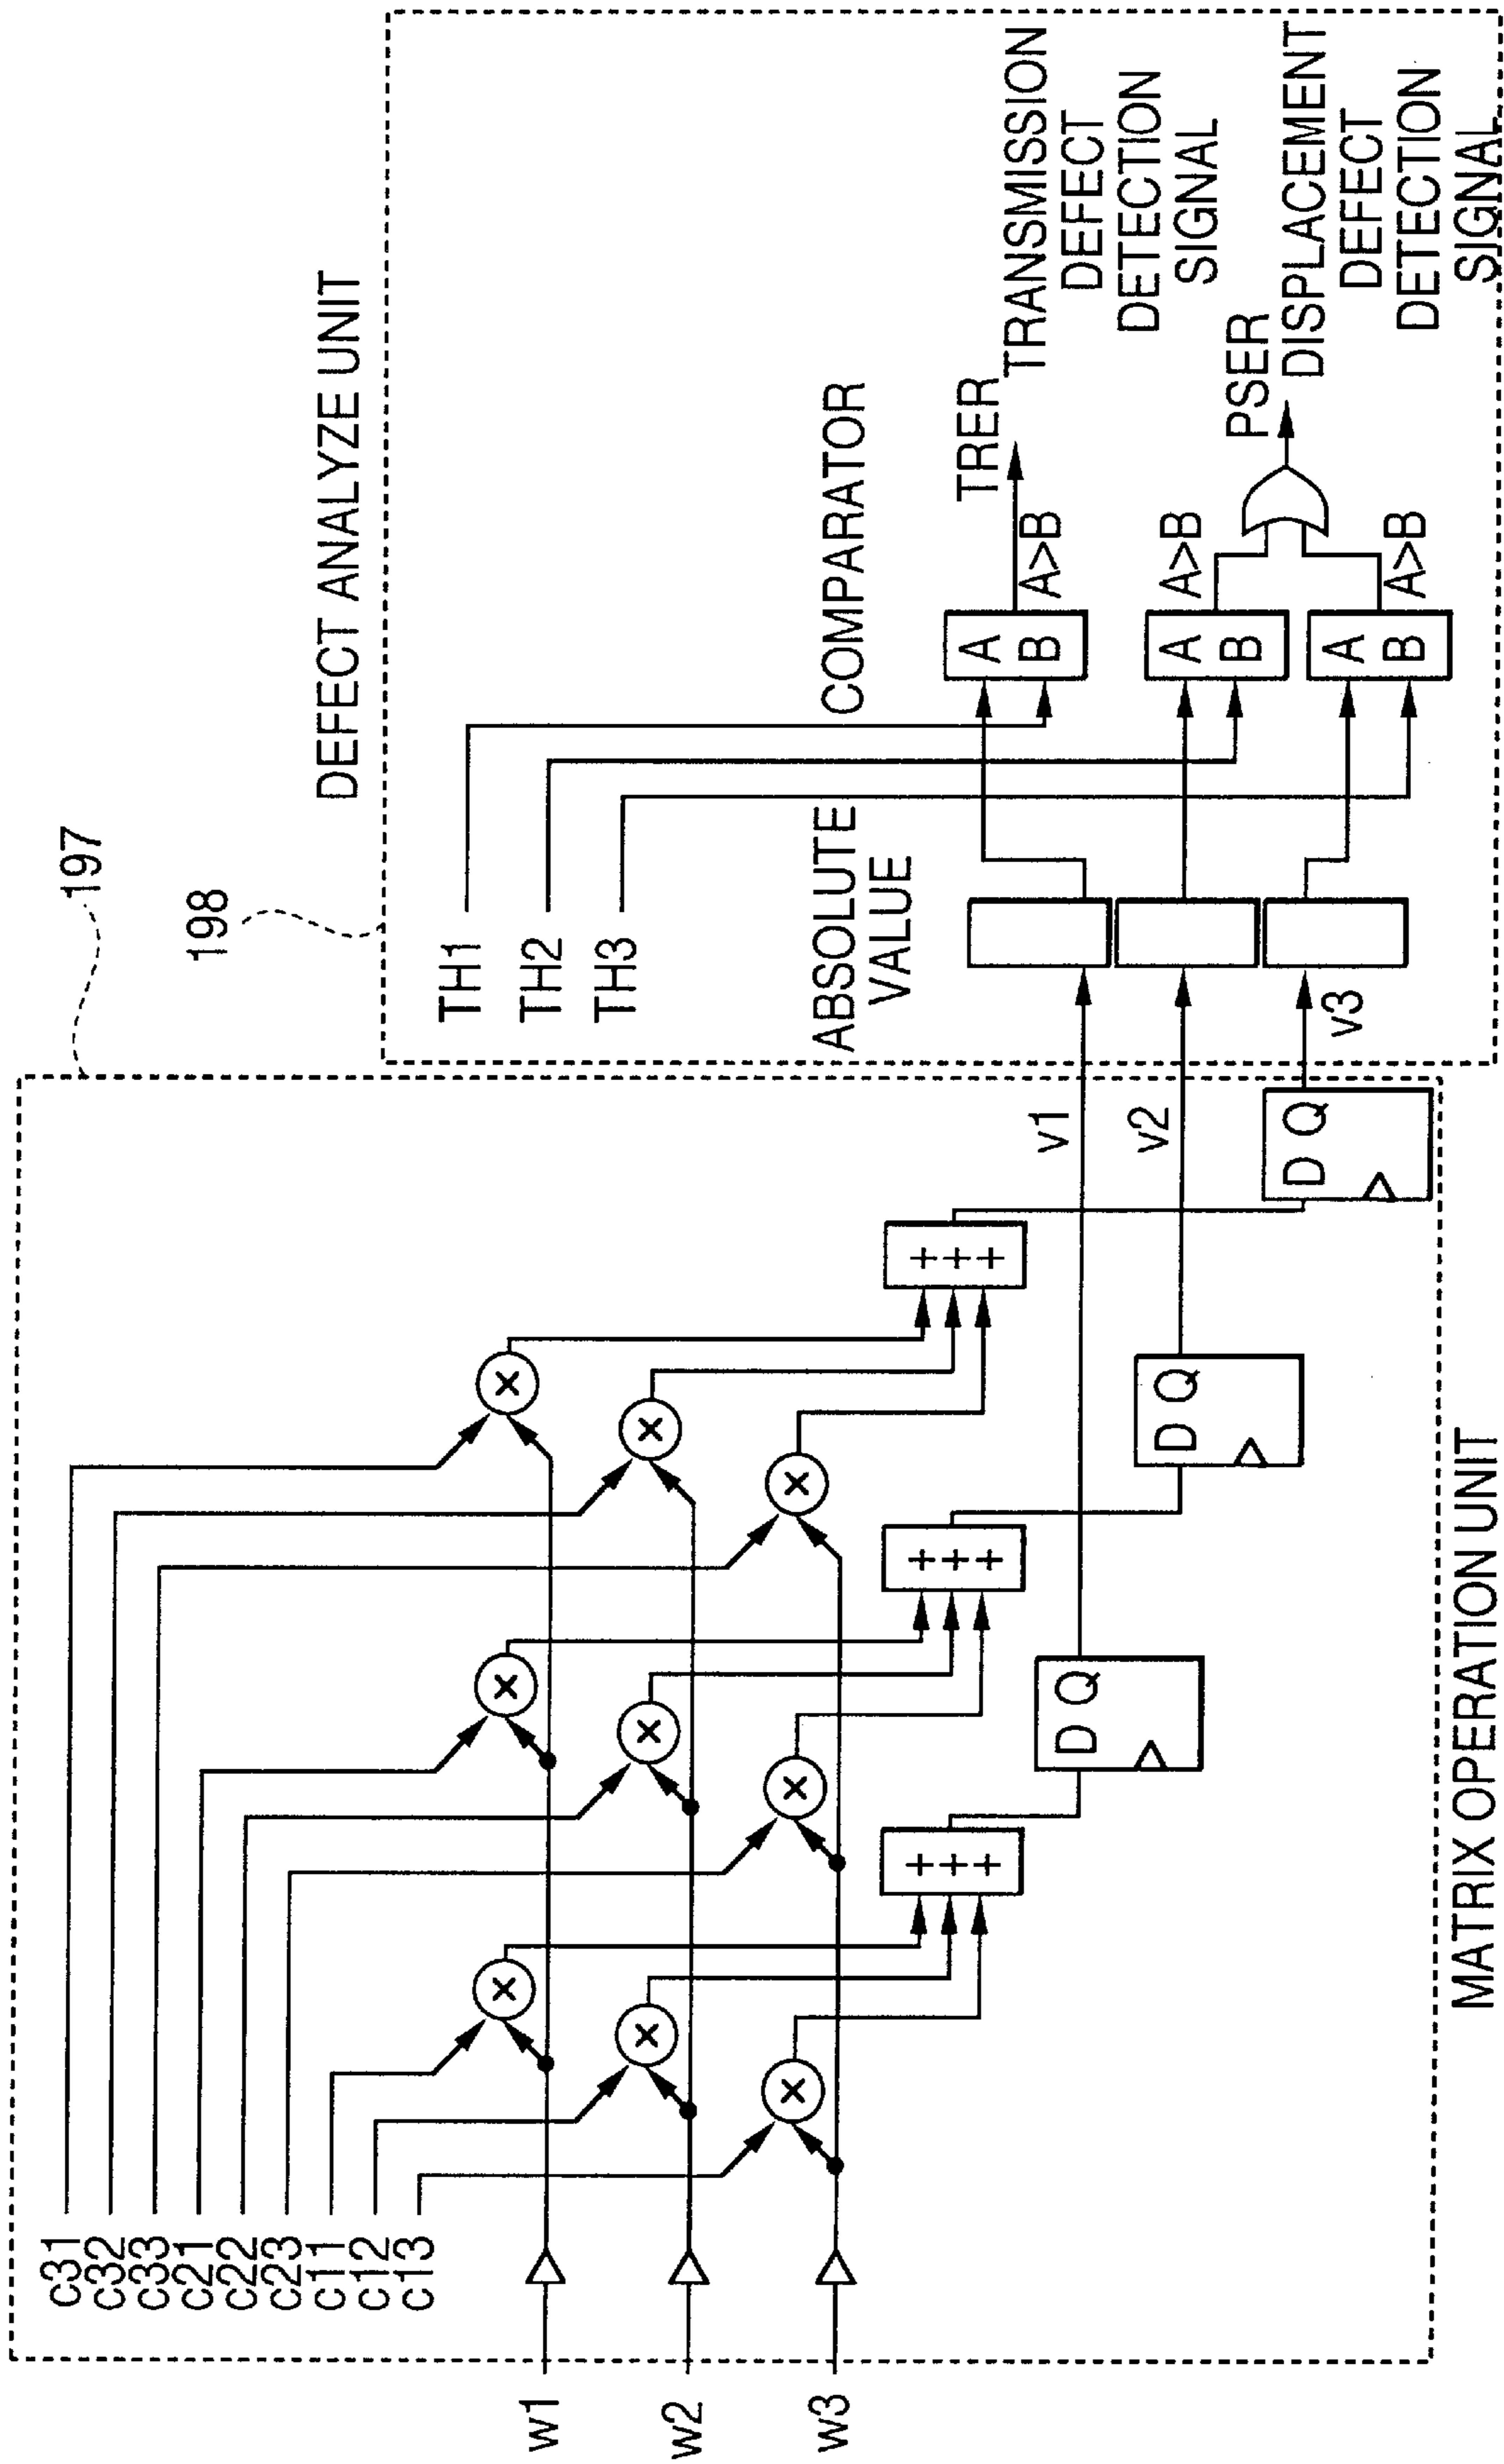 197
198
DEFECT ANALYZE UNIT
c31
c32
c33
c21
c22
c23
c11
c12
c13
w1
w2
w3
×
×
×
×
×
×
×
×
×
+++
+++
+++
D Q
D Q
D Q
v1
v2
v3
MATRIX OPERATION UNIT
TH1
TH2
TH3
ABSOLUTE
VALUE
COMPARATOR
A
B
A>B
A
B
A>B
A
B
A>B
TRER
TRANSMISSION
DEFECT
DETECTION
SIGNAL
PSER
DISPLACEMENT
DEFECT
DETECTION
SIGNAL